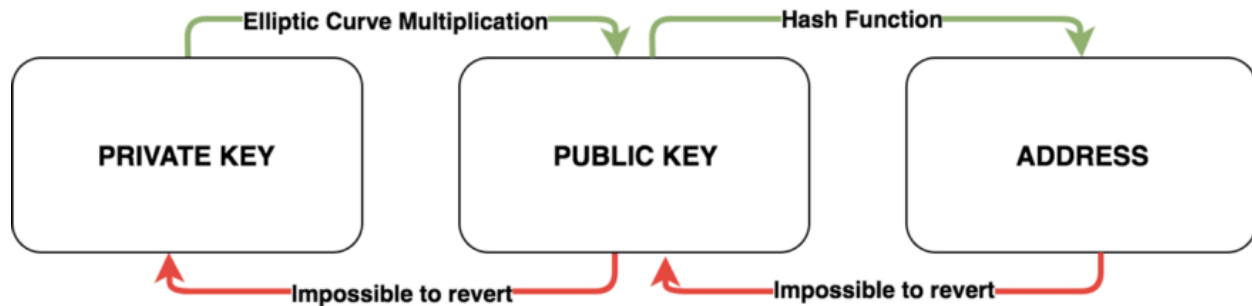 Elliptic Curve Multiplication
Hash Function
PRIVATE KEY
PUBLIC KEY
ADDRESS
Impossible to revert
Impossible to revert